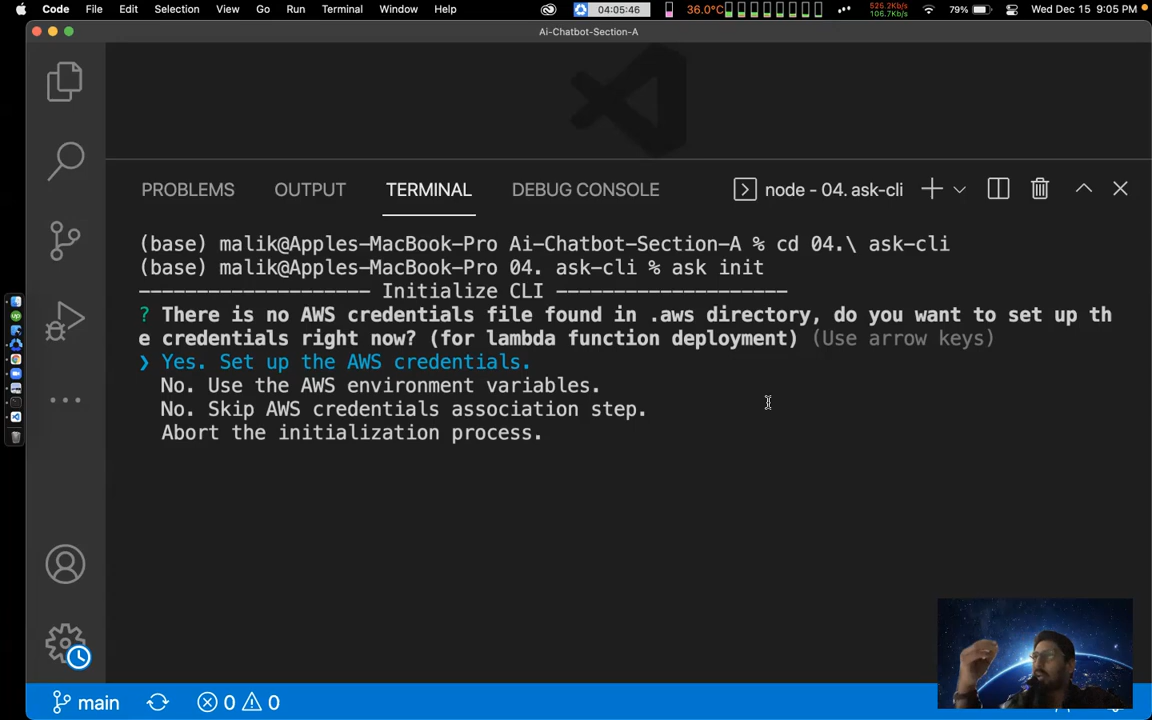 Code File Edit Selection View Go Run Terminal Window Help 04:05:46 36.0°C 526.2Kb/s 106.7Kb/s 79% Wed Dec 15 9:05 PM
Ai-Chatbot-Section-A
PROBLEMS OUTPUT TERMINAL DEBUG CONSOLE node - 04. ask-cli
(base) malik@Apples-MacBook-Pro Ai-Chatbot-Section-A % cd 04.\ ask-cli
(base) malik@Apples-MacBook-Pro 04. ask-cli % ask init
-------------------- Initialize CLI --------------------
? There is no AWS credentials file found in .aws directory, do you want to set up th
e credentials right now? (for lambda function deployment) (Use arrow keys)
❯ Yes. Set up the AWS credentials.
No. Use the AWS environment variables.
No. Skip AWS credentials association step.
Abort the initialization process.
main 0 0